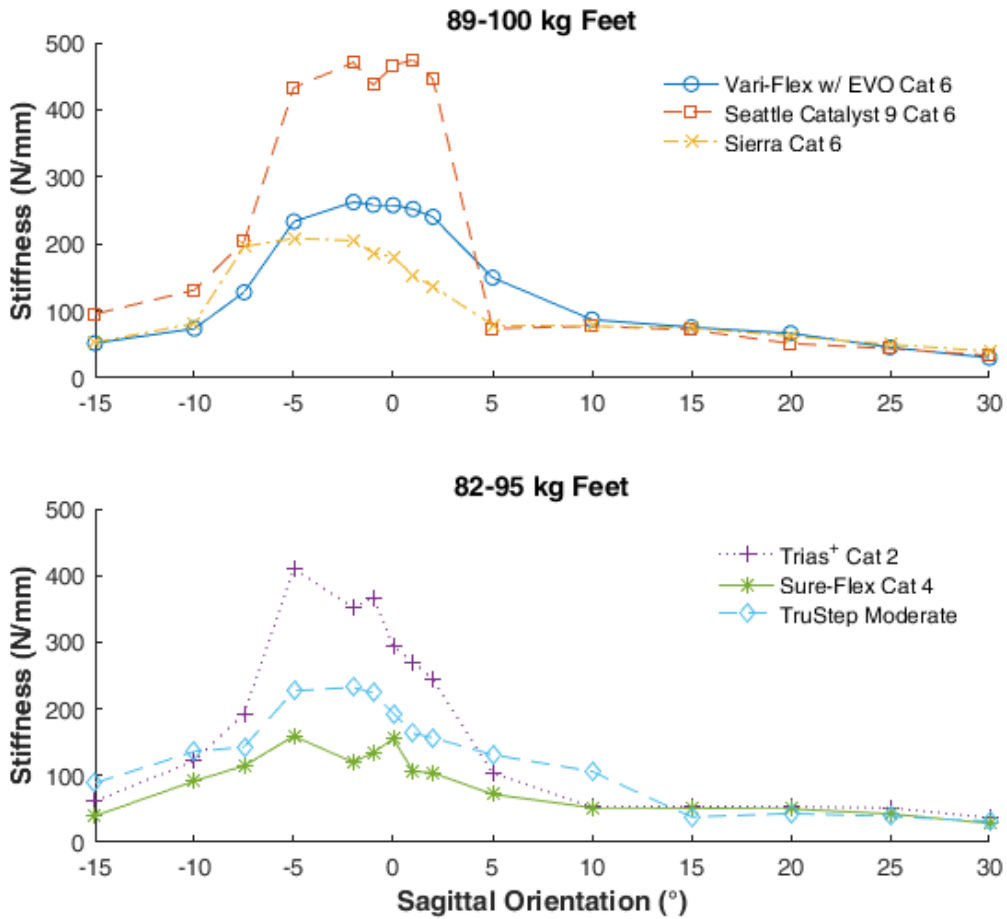 89-100 kg Feet
500
400
300
200
100
0
Stiffness (N/mm)
Vari-Flex w/ EVO Cat 6
Seattle Catalyst 9 Cat 6
Sierra Cat 6
-15 -10 -5 0 5 10 15 20 25 30
82-95 kg Feet
500
400
300
200
100
0
Stiffness (N/mm)
Trias⁺ Cat 2
Sure-Flex Cat 4
TruStep Moderate
-15 -10 -5 0 5 10 15 20 25 30
Sagittal Orientation (°)